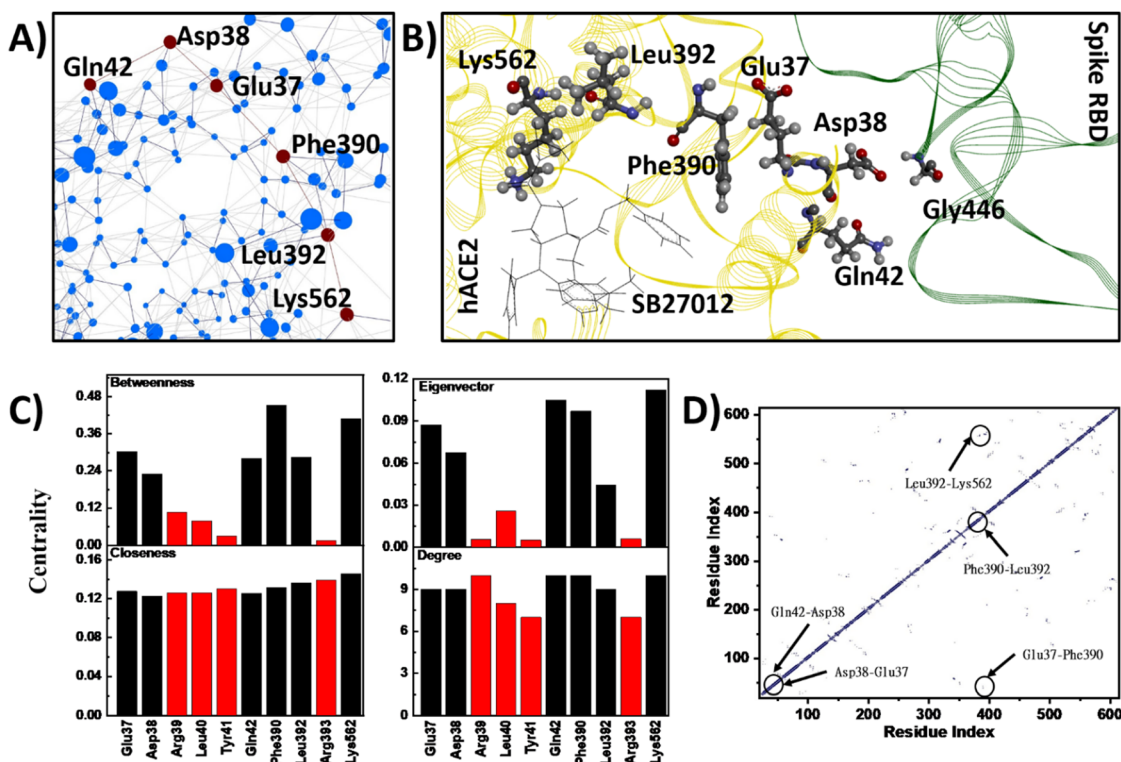 A)
Asp38
Gln42
Glu37
Phe390
Leu392
Lys562
B)
Lys562
Leu392
Glu37
Asp38
Phe390
Gly446
Gln42
SB27012
hACE2
Spike RBD
C)
Centrality
Betweenness
0.48
0.36
0.24
0.12
0.00
Closeness
0.16
0.12
0.08
0.04
0.00
Glu37
Asp38
Arg39
Leu40
Tyr41
Gln42
Phe390
Leu392
Arg393
Lys562
Eigenvector
0.12
0.09
0.06
0.03
0.00
Degree
9
6
3
0
Glu37
Asp38
Arg39
Leu40
Tyr41
Gln42
Phe390
Leu392
Arg393
Lys562
D)
Residue Index
600
500
400
300
200
100
Leu392-Lys562
Phe390-Leu392
Gln42-Asp38
Asp38-Glu37
Glu37-Phe390
100 200 300 400 500 600
Residue Index